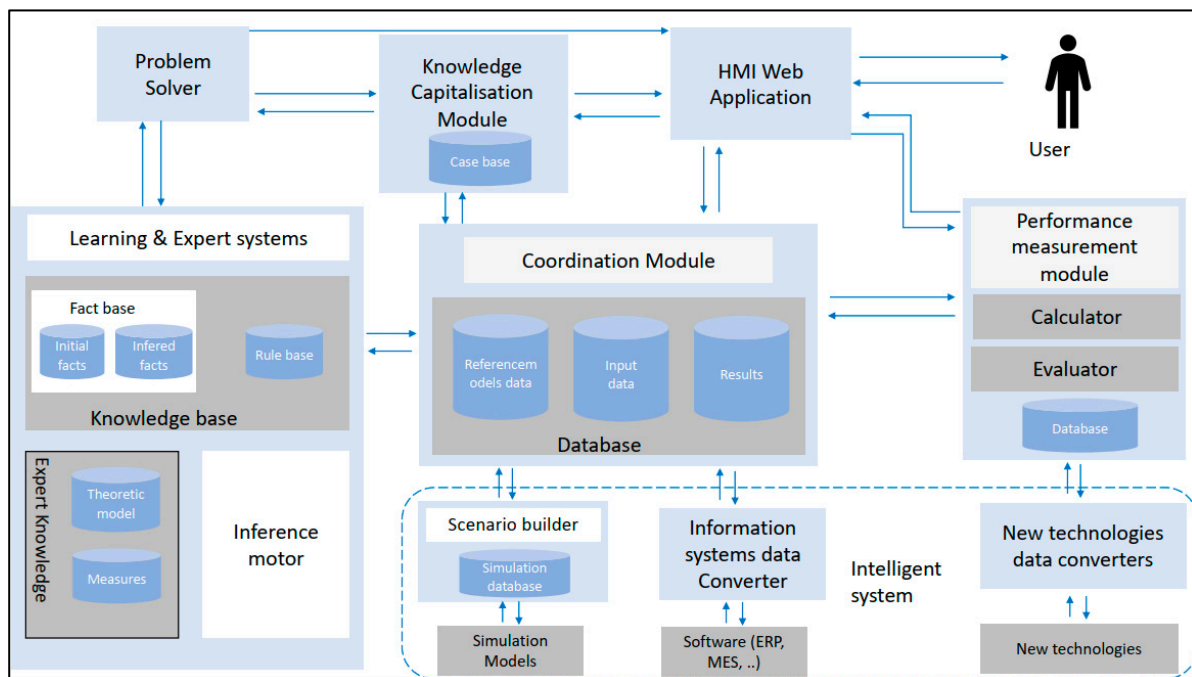 Problem
Solver
Knowledge
Capitalisation
Module
Case base
HMI Web
Application
User
Learning & Expert systems
Fact base
Initial
facts
Infered
facts
Rule base
Knowledge base
Expert Knowledge
Theoretic
model
Measures
Inference
motor
Coordination Module
Referencem
odels data
Input
data
Results
Database
Performance
measurement
module
Calculator
Evaluator
Database
Scenario builder
Simulation
database
Simulation
Models
Information
systems data
Converter
Software (ERP,
MES, ..)
Intelligent
system
New technologies
data converters
New technologies